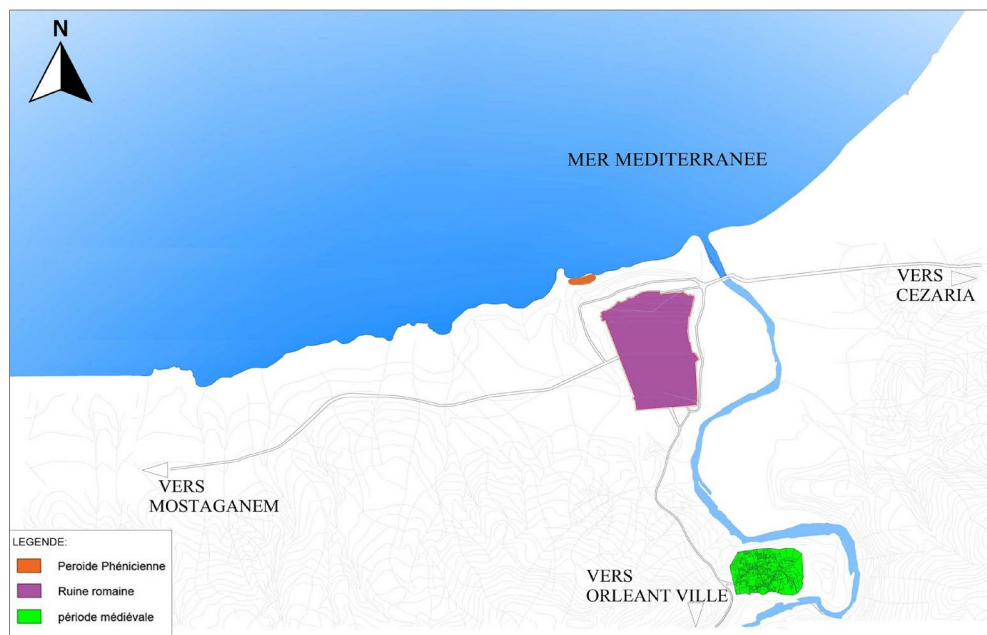 N
MER MEDITERRANEE
VERS
CEZARIA
VERS
MOSTAGANEM
VERS
ORLEANT VILLE
LEGENDE:
Peroide Phénicienne
Ruine romaine
période médiévale